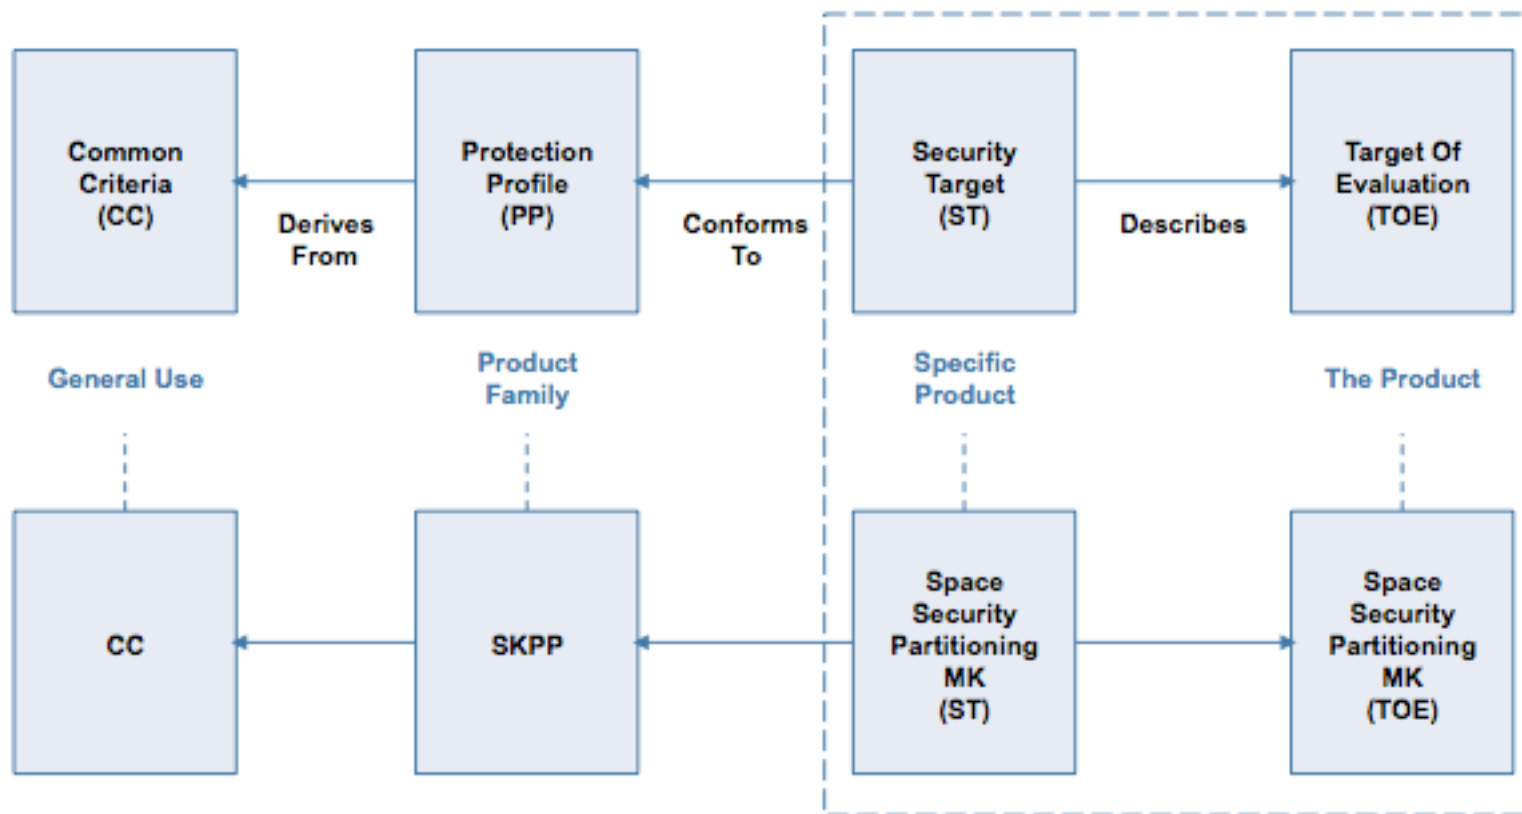 Common
Criteria
(CC)
Derives
From
Protection
Profile
(PP)
Conforms
To
Security
Target
(ST)
Describes
Target Of
Evaluation
(TOE)
General Use
Product
Family
Specific
Product
The Product
CC
SKPP
Space
Security
Partitioning
MK
(ST)
Space
Security
Partitioning
MK
(TOE)